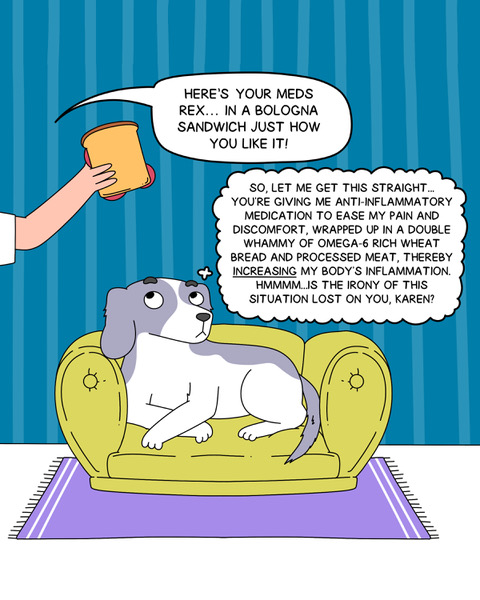 HERE'S YOUR MEDS
REX... IN A BOLOGNA
SANDWICH JUST HOW
YOU LIKE IT!
SO, LET ME GET THIS STRAIGHT...
YOU'RE GIVING ME ANTI-INFLAMMATORY
MEDICATION TO EASE MY PAIN AND
DISCOMFORT, WRAPPED UP IN A DOUBLE
WHAMMY OF OMEGA-6 RICH WHEAT
BREAD AND PROCESSED MEAT, THEREBY
INCREASING MY BODY'S INFLAMMATION.
HMMMM...IS THE IRONY OF THIS
SITUATION LOST ON YOU, KAREN?